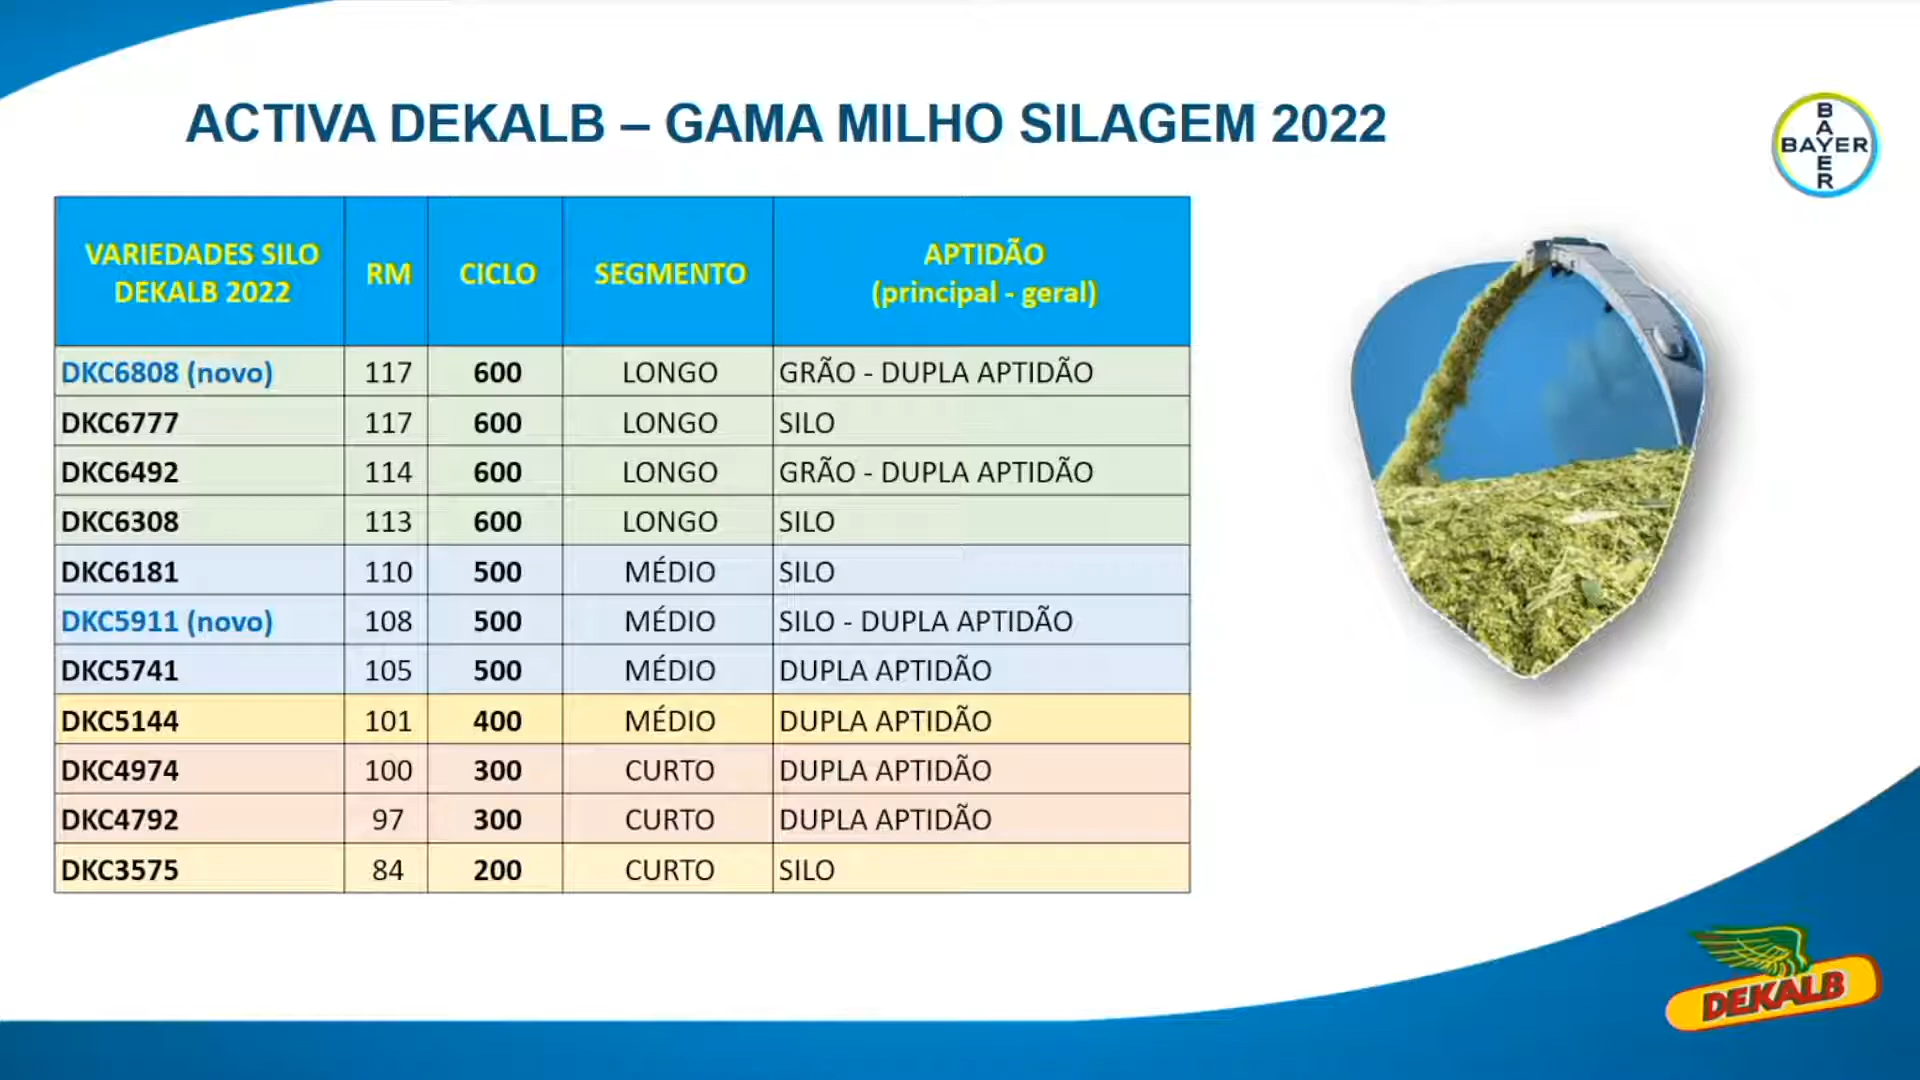 ACTIVA DEKALB – GAMA MILHO SILAGEM 2022
BAYER
BAYER
VARIEDADES SILO
DEKALB 2022
RM
CICLO
SEGMENTO
APTIDÃO
(principal - geral)
DKC6808 (novo) 117 600 LONGO GRÃO - DUPLA APTIDÃO
DKC6777 117 600 LONGO SILO
DKC6492 114 600 LONGO GRÃO - DUPLA APTIDÃO
DKC6308 113 600 LONGO SILO
DKC6181 110 500 MÉDIO SILO
DKC5911 (novo) 108 500 MÉDIO SILO - DUPLA APTIDÃO
DKC5741 105 500 MÉDIO DUPLA APTIDÃO
DKC5144 101 400 MÉDIO DUPLA APTIDÃO
DKC4974 100 300 CURTO DUPLA APTIDÃO
DKC4792 97 300 CURTO DUPLA APTIDÃO
DKC3575 84 200 CURTO SILO
DEKALB